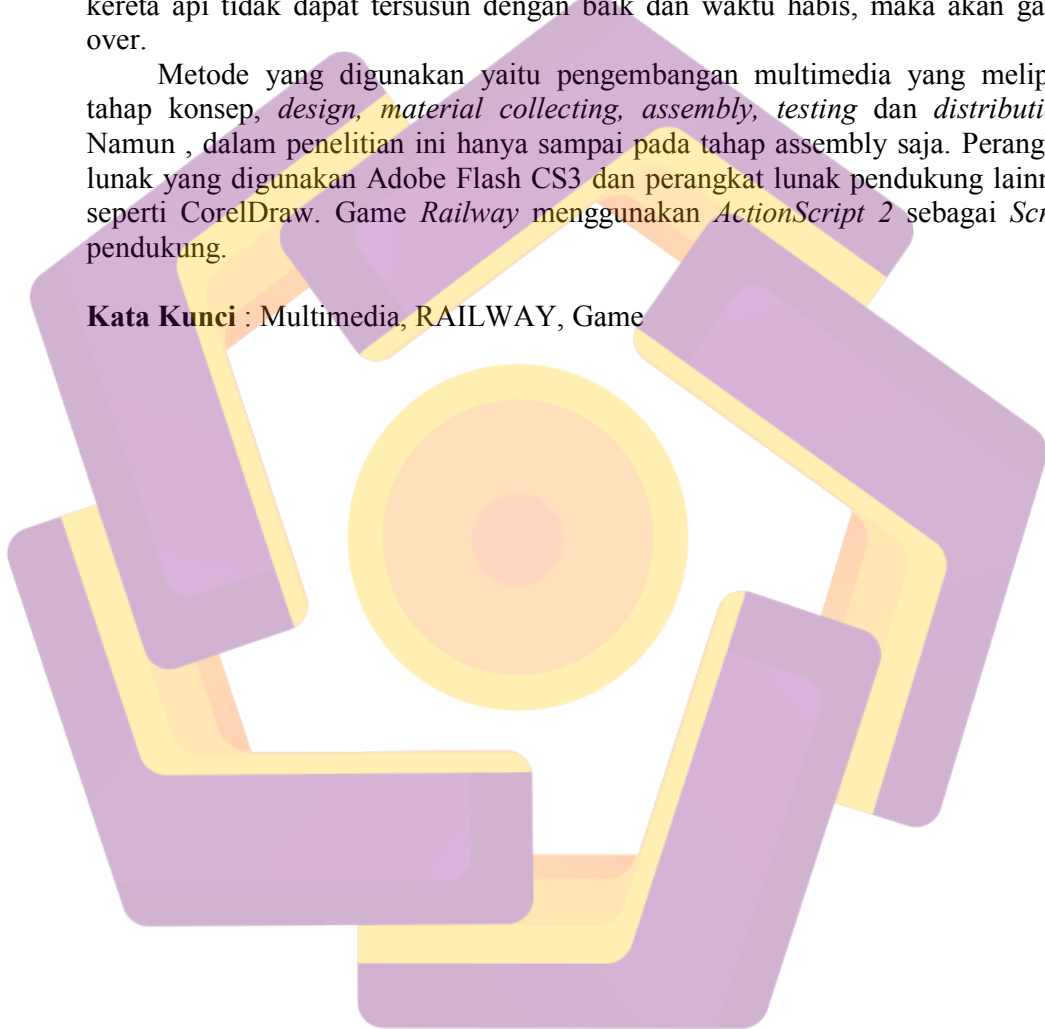 kereta api tidak dapat tersusun dengan baik dan waktu habis, maka akan ga
over.
Metode yang digunakan yaitu pengembangan multimedia yang melip
tahap konsep, design, material collecting, assembly, testing dan distributi
Namun , dalam penelitian ini hanya sampai pada tahap assembly saja. Perang
lunak yang digunakan Adobe Flash CS3 dan perangkat lunak pendukung lainn
seperti CorelDraw. Game Railway menggunakan ActionScript 2 sebagai Scr
pendukung.
Kata Kunci : Multimedia, RAILWAY, Game